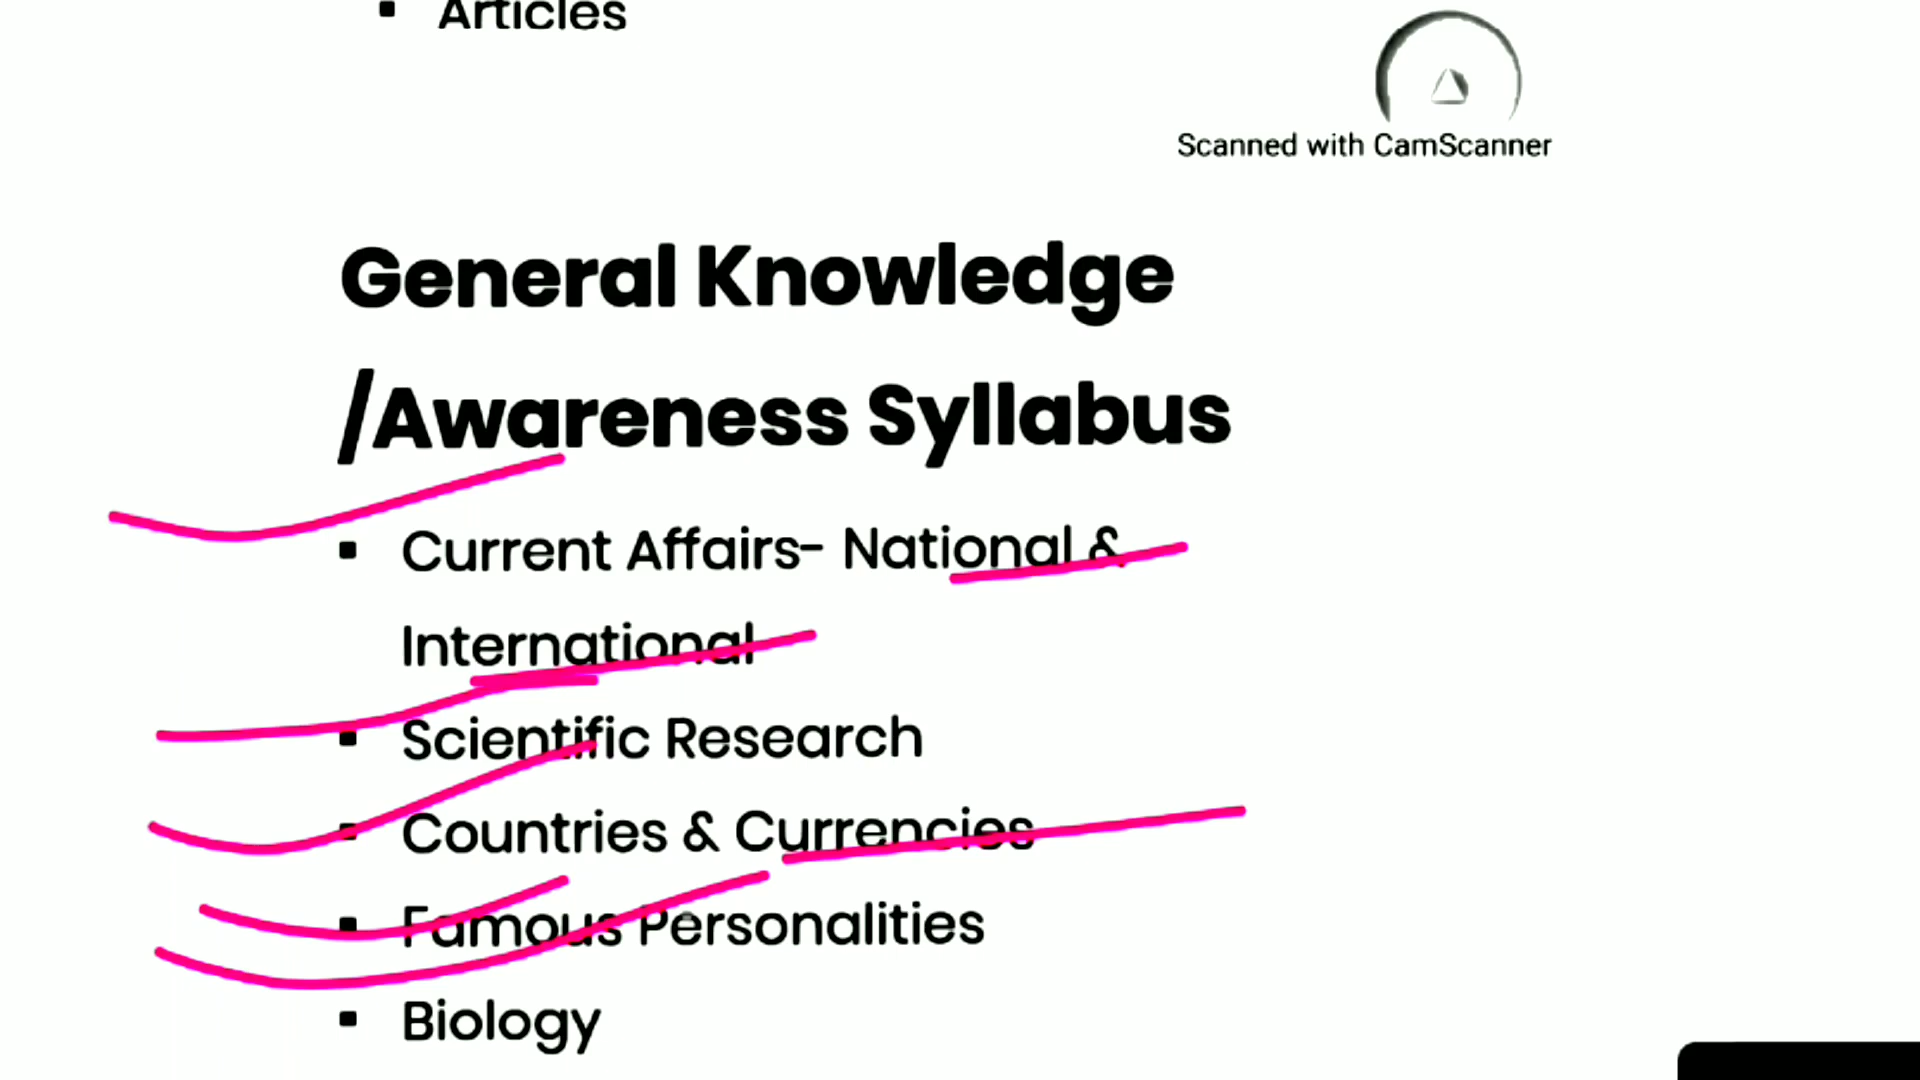 ▪ Articles
Scanned with CamScanner
General Knowledge
/Awareness Syllabus
▪ Current Affairs- National &
International
▪ Scientific Research
▪ Countries & Currencies
▪ Famous Personalities
▪ Biology